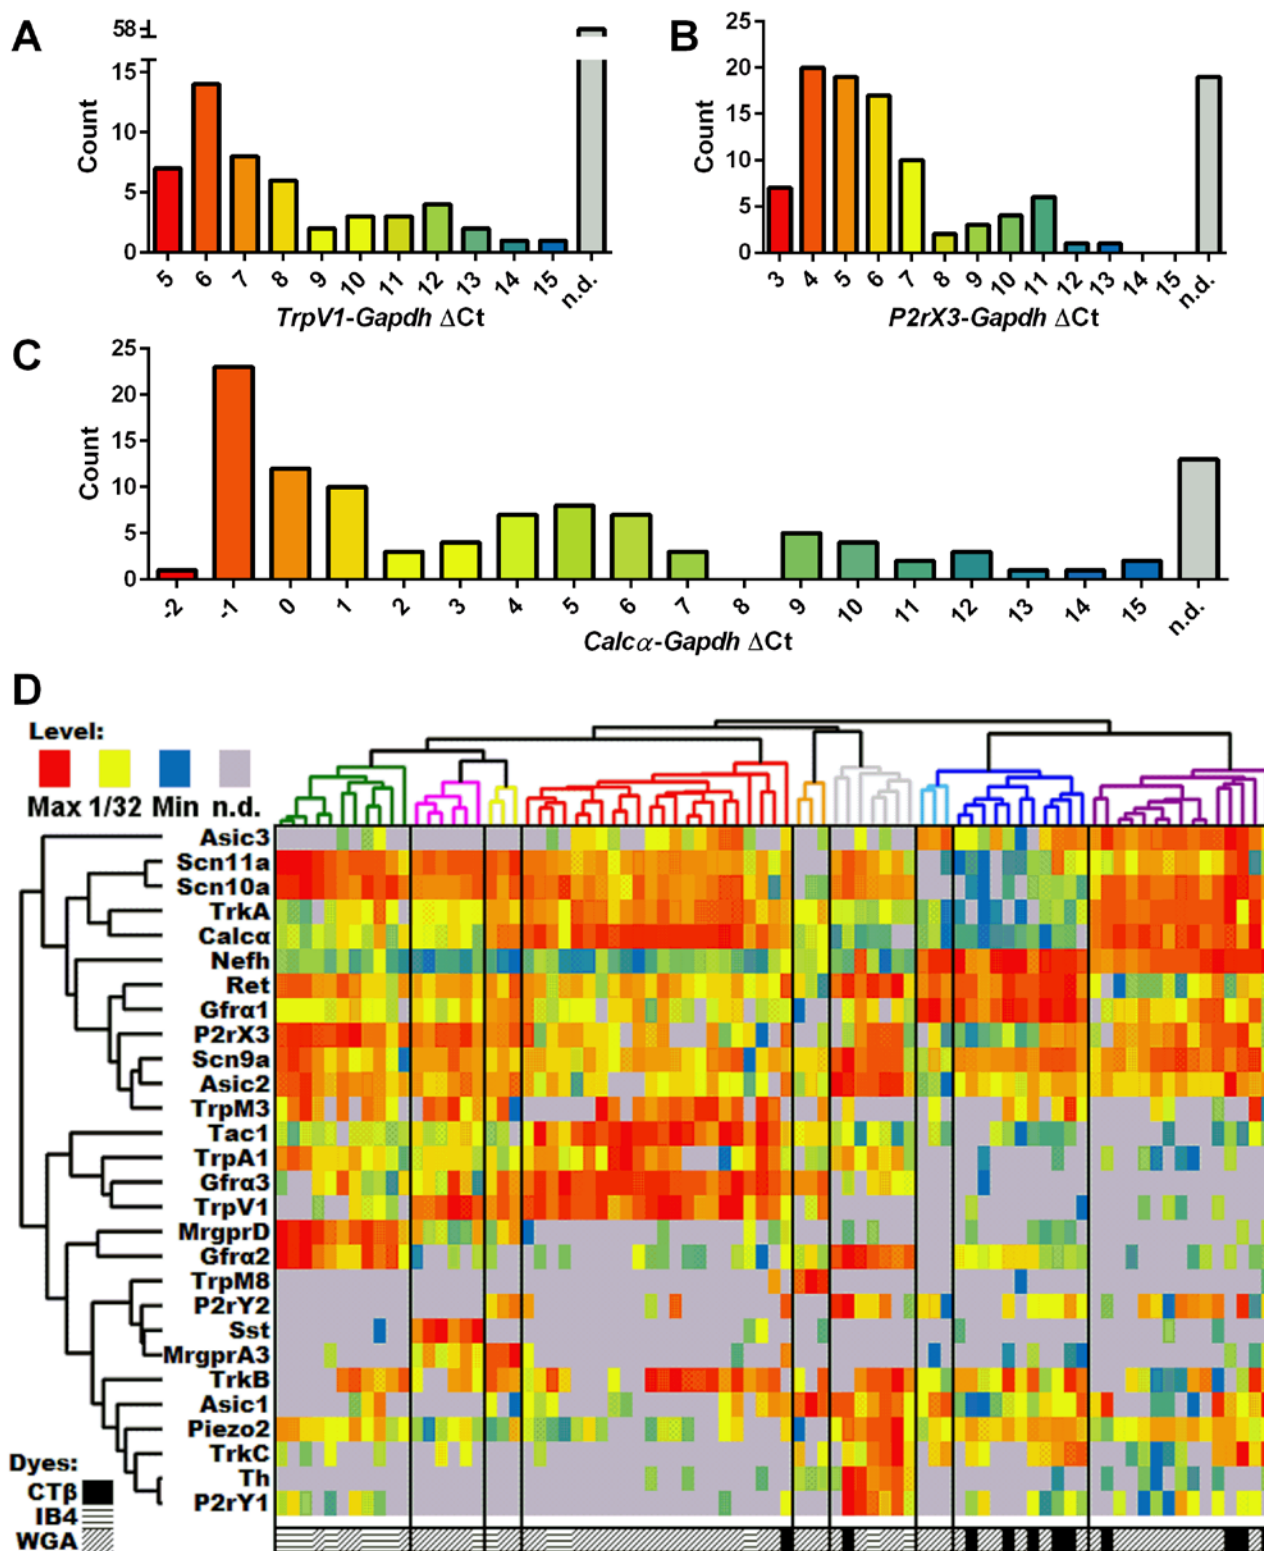 A
58
15
10
5
0
Count
5 6 7 8 9 10 11 12 13 14 15 n.d.
TrpV1-Gapdh ΔCt
B
25
20
15
10
5
0
Count
3 4 5 6 7 8 9 10 11 12 13 14 15 n.d.
P2rX3-Gapdh ΔCt
C
25
20
15
10
5
0
Count
-2 -1 0 1 2 3 4 5 6 7 8 9 10 11 12 13 14 15 n.d.
Calcα-Gapdh ΔCt
D
Level:
Max 1/32 Min n.d.
Asic3
Scn11a
Scn10a
TrkA
Calcα
Nefh
Ret
Gfrα1
P2rX3
Scn9a
Asic2
TrpM3
Tac1
TrpA1
Gfrα3
TrpV1
MrgprD
Gfrα2
TrpM8
P2rY2
Sst
MrgprA3
TrkB
Asic1
Piezo2
TrkC
Th
P2rY1
Dyes:
CTβ
IB4
WGA